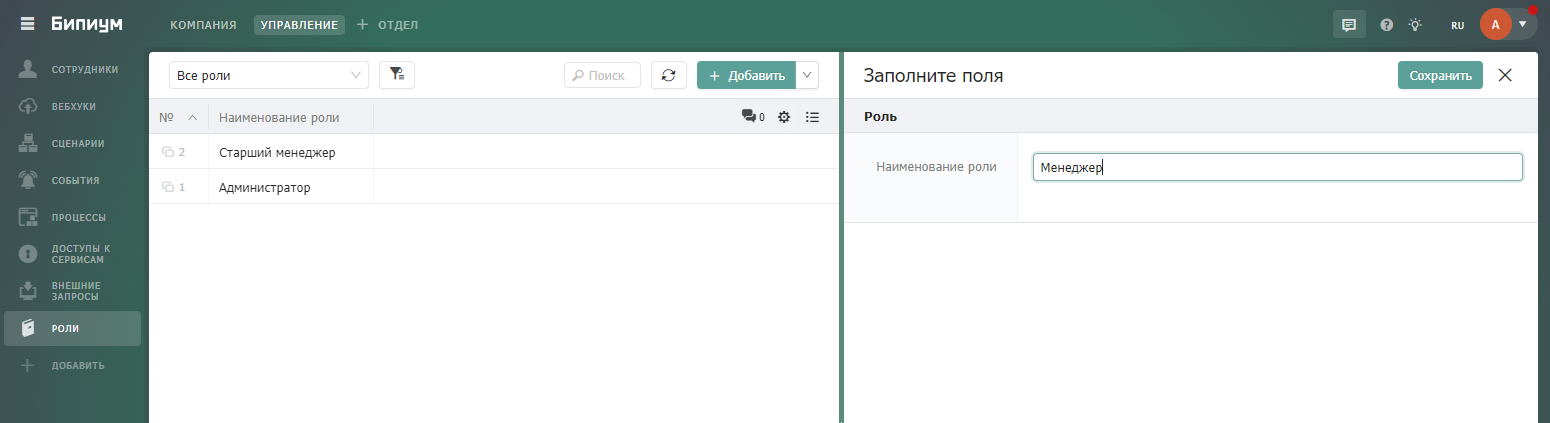 Бипиум
КОМПАНИЯ
УПРАВЛЕНИЕ
ОТДЕЛ
?
RU
А
СОТРУДНИКИ
ВЕБХУКИ
СЦЕНАРИИ
СОБЫТИЯ
ПРОЦЕССЫ
ДОСТУПЫ К
СЕРВИСАМ
ВНЕШНИЕ
ЗАПРОСЫ
РОЛИ
ДОБАВИТЬ
Все роли
Поиск
+ Добавить
№
Наименование роли
0
2
Старший менеджер
1
Администратор
Заполните поля
Сохранить
Роль
Наименование роли
Менеджер